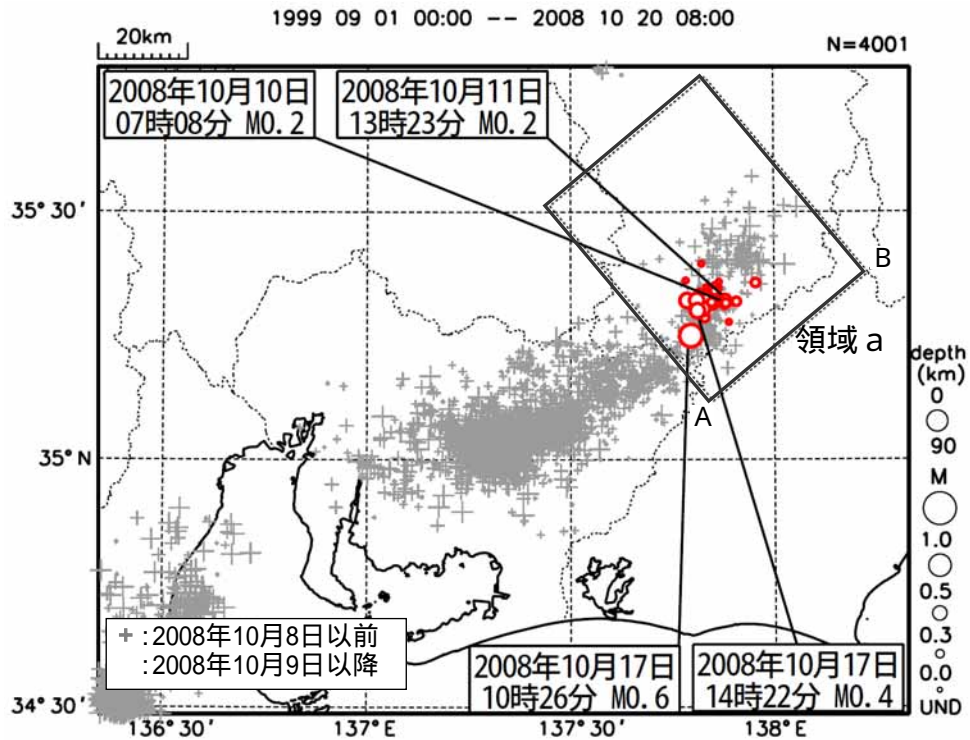 1999 09 01 00:00 -- 2008 10 20 08:00
20km
N=4001
2008年10月10日
07時08分 M0.2
2008年10月11日
13時23分 M0.2
35°30′
B
領域a
A
depth
(km)
0
90
M
1.0
0.5
0.3
0.0
UND
35°N
+ :2008年10月8日以前
:2008年10月9日以降
2008年10月17日
10時26分 M0.6
2008年10月17日
14時22分 M0.4
34°30′
136°30′
137°E
137°30′
138°E